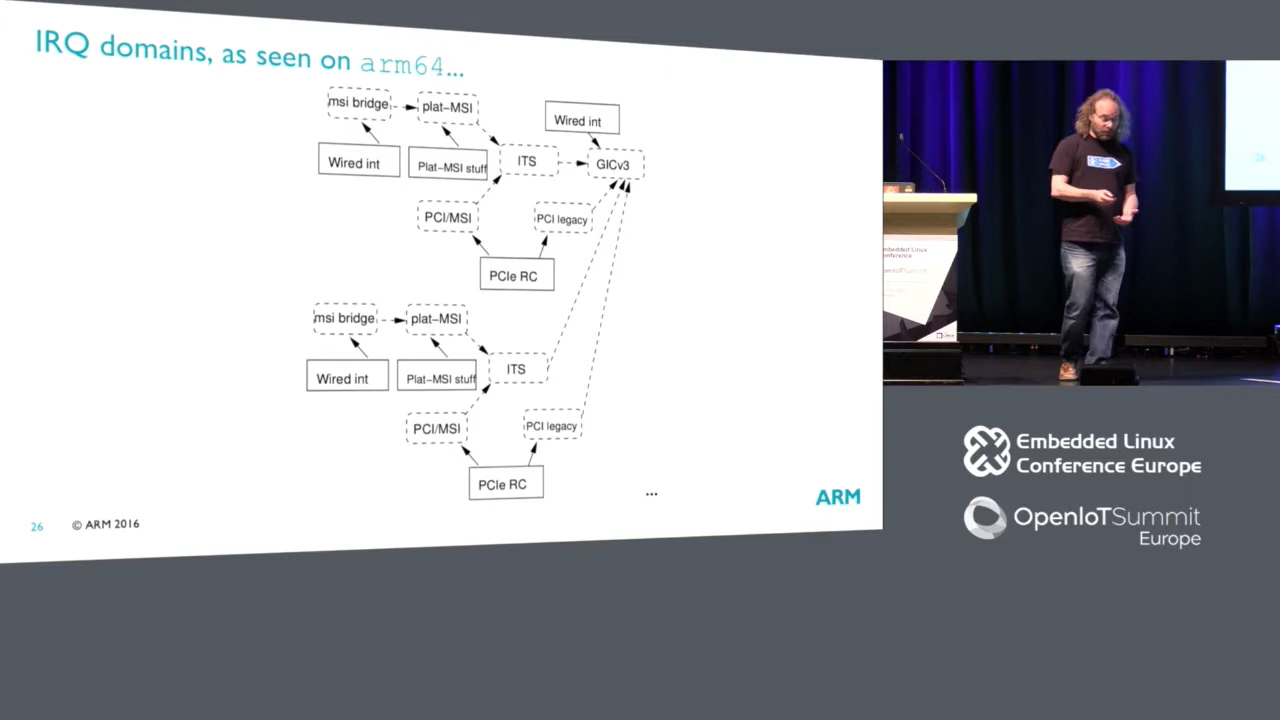 IRQ domains, as seen on arm64...
msi bridge
plat-MSI
Wired int
Wired int
Plat-MSI stuff
ITS
GICv3
PCI/MSI
PCI legacy
PCIe RC
msi bridge
plat-MSI
Wired int
Plat-MSI stuff
ITS
PCI/MSI
PCI legacy
PCIe RC
...
ARM
26
© ARM 2016
Embedded Linux
Conference Europe
OpenIoTSummit
Europe